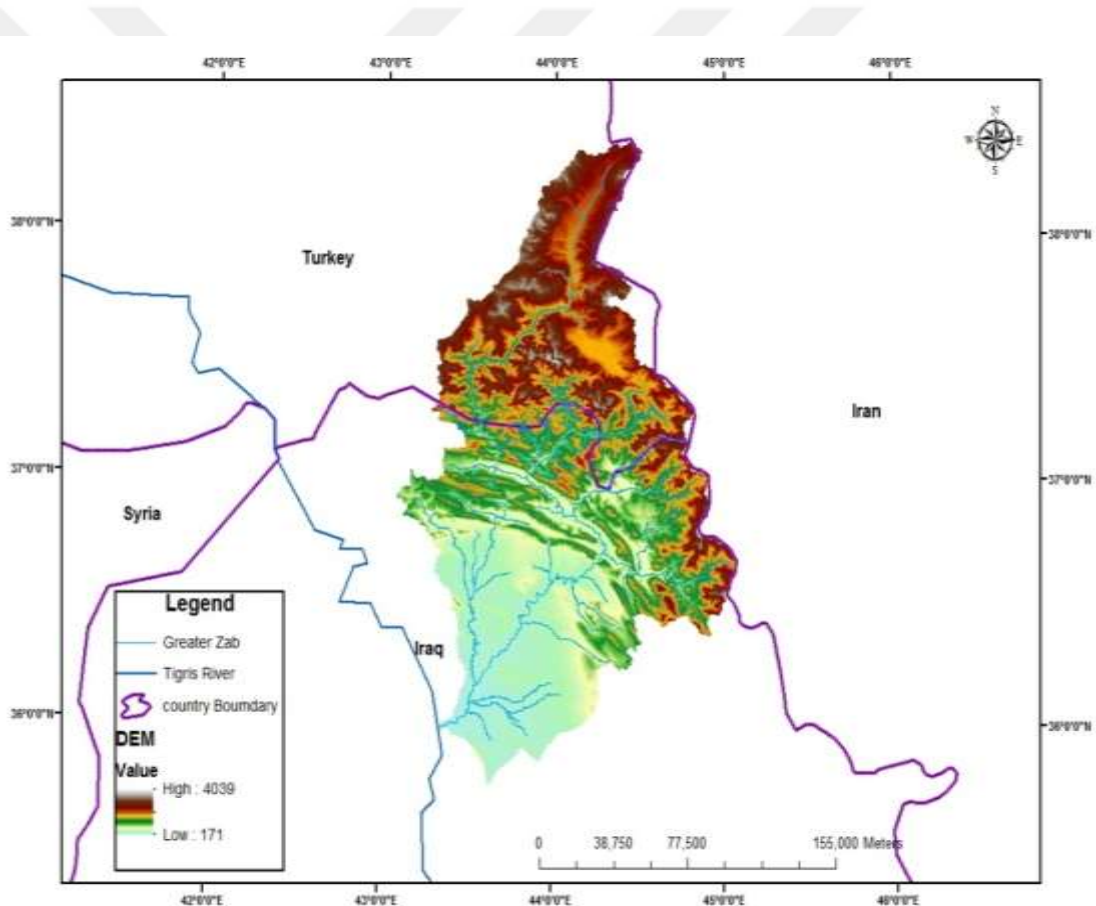 42°0'0"E 43°0'0"E 44°0'0"E 45°0'0"E 46°0'0"E
N
W E
S
38°0'0"N 38°0'0"N
Turkey
Iran
37°0'0"N 37°0'0"N
Syria
Legend
Greater Zab
Iraq
Tigris River
country Boumdary
36°0'0"N 36°0'0"N
DEM
Value
High : 4039
Low : 171
0 38,750 77,500 155,000 Meters
42°0'0"E 43°0'0"E 44°0'0"E 45°0'0"E 46°0'0"E